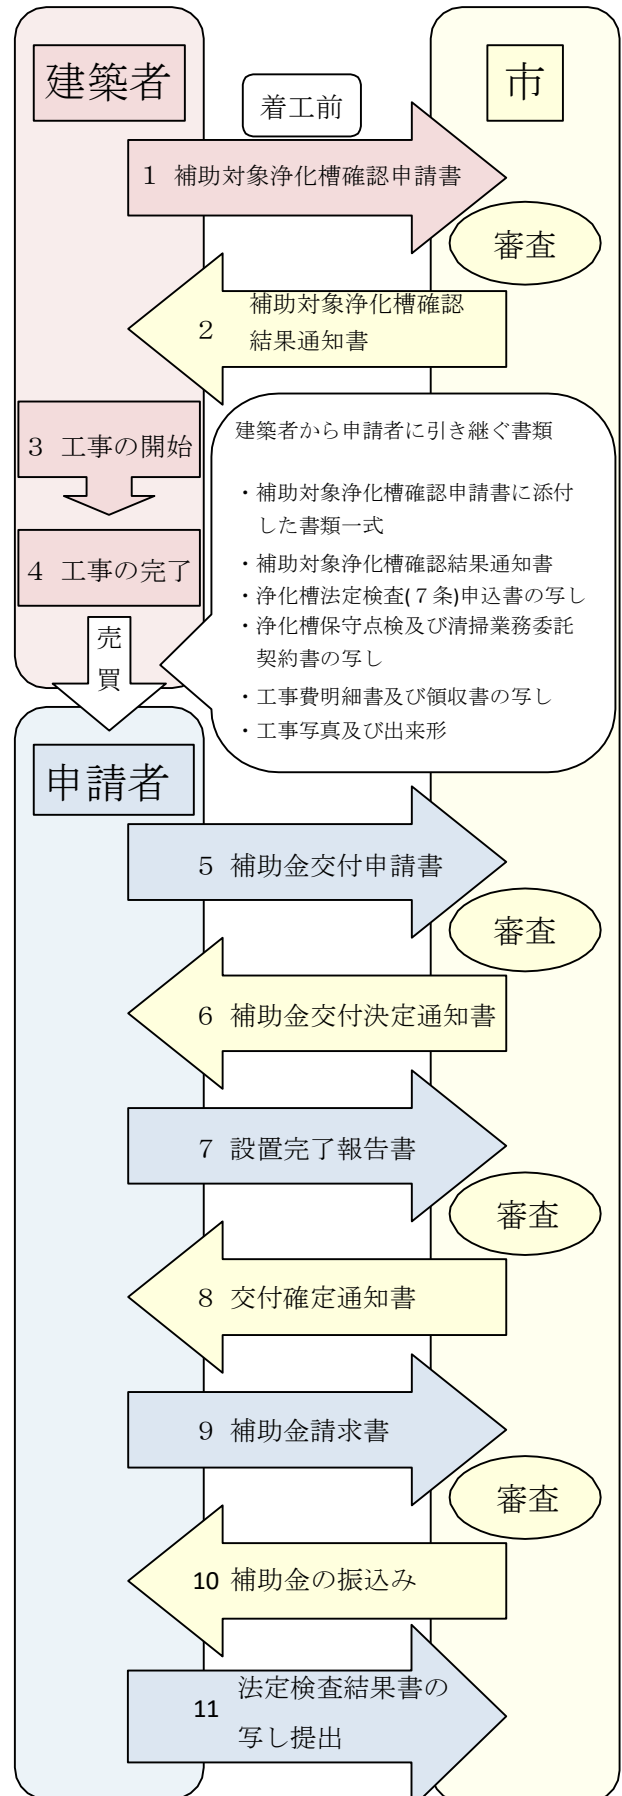 建築者
市
着工前
１ 補助対象浄化槽確認申請書
審査
２ 補助対象浄化槽確認
結果通知書
３ 工事の開始
４ 工事の完了
売
買
建築者から申請者に引き継ぐ書類
・補助対象浄化槽確認申請書に添付
した書類一式
・補助対象浄化槽確認結果通知書
・浄化槽法定検査(７条)申込書の写し
・浄化槽保守点検及び清掃業務委託
契約書の写し
・工事費明細書及び領収書の写し
・工事写真及び出来形
申請者
５ 補助金交付申請書
審査
６ 補助金交付決定通知書
７ 設置完了報告書
審査
８ 交付確定通知書
９ 補助金請求書
審査
10 補助金の振込み
11 法定検査結果書の
写し提出